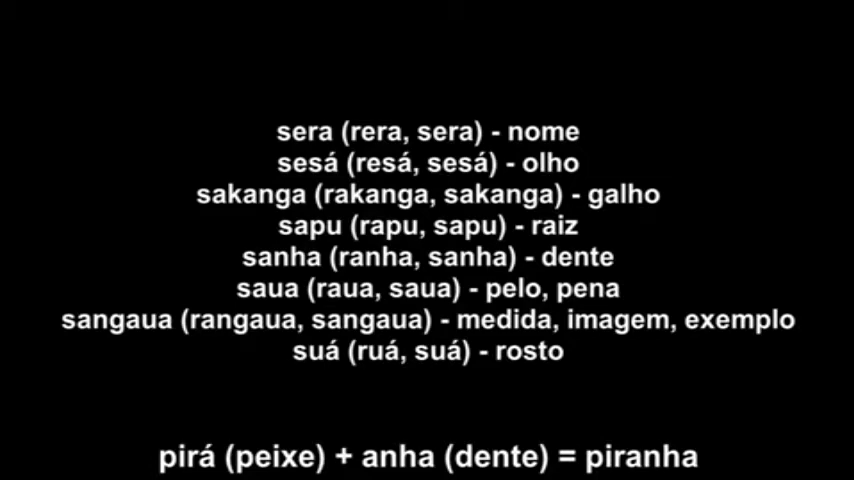 sera (rera, sera) - nome
sesá (resá, sesá) - olho
sakanga (rakanga, sakanga) - galho
sapu (rapu, sapu) - raiz
sanha (ranha, sanha) - dente
saua (raua, saua) - pelo, pena
sangaua (rangaua, sangaua) - medida, imagem, exemplo
suá (ruá, suá) - rosto
pirá (peixe) + anha (dente) = piranha